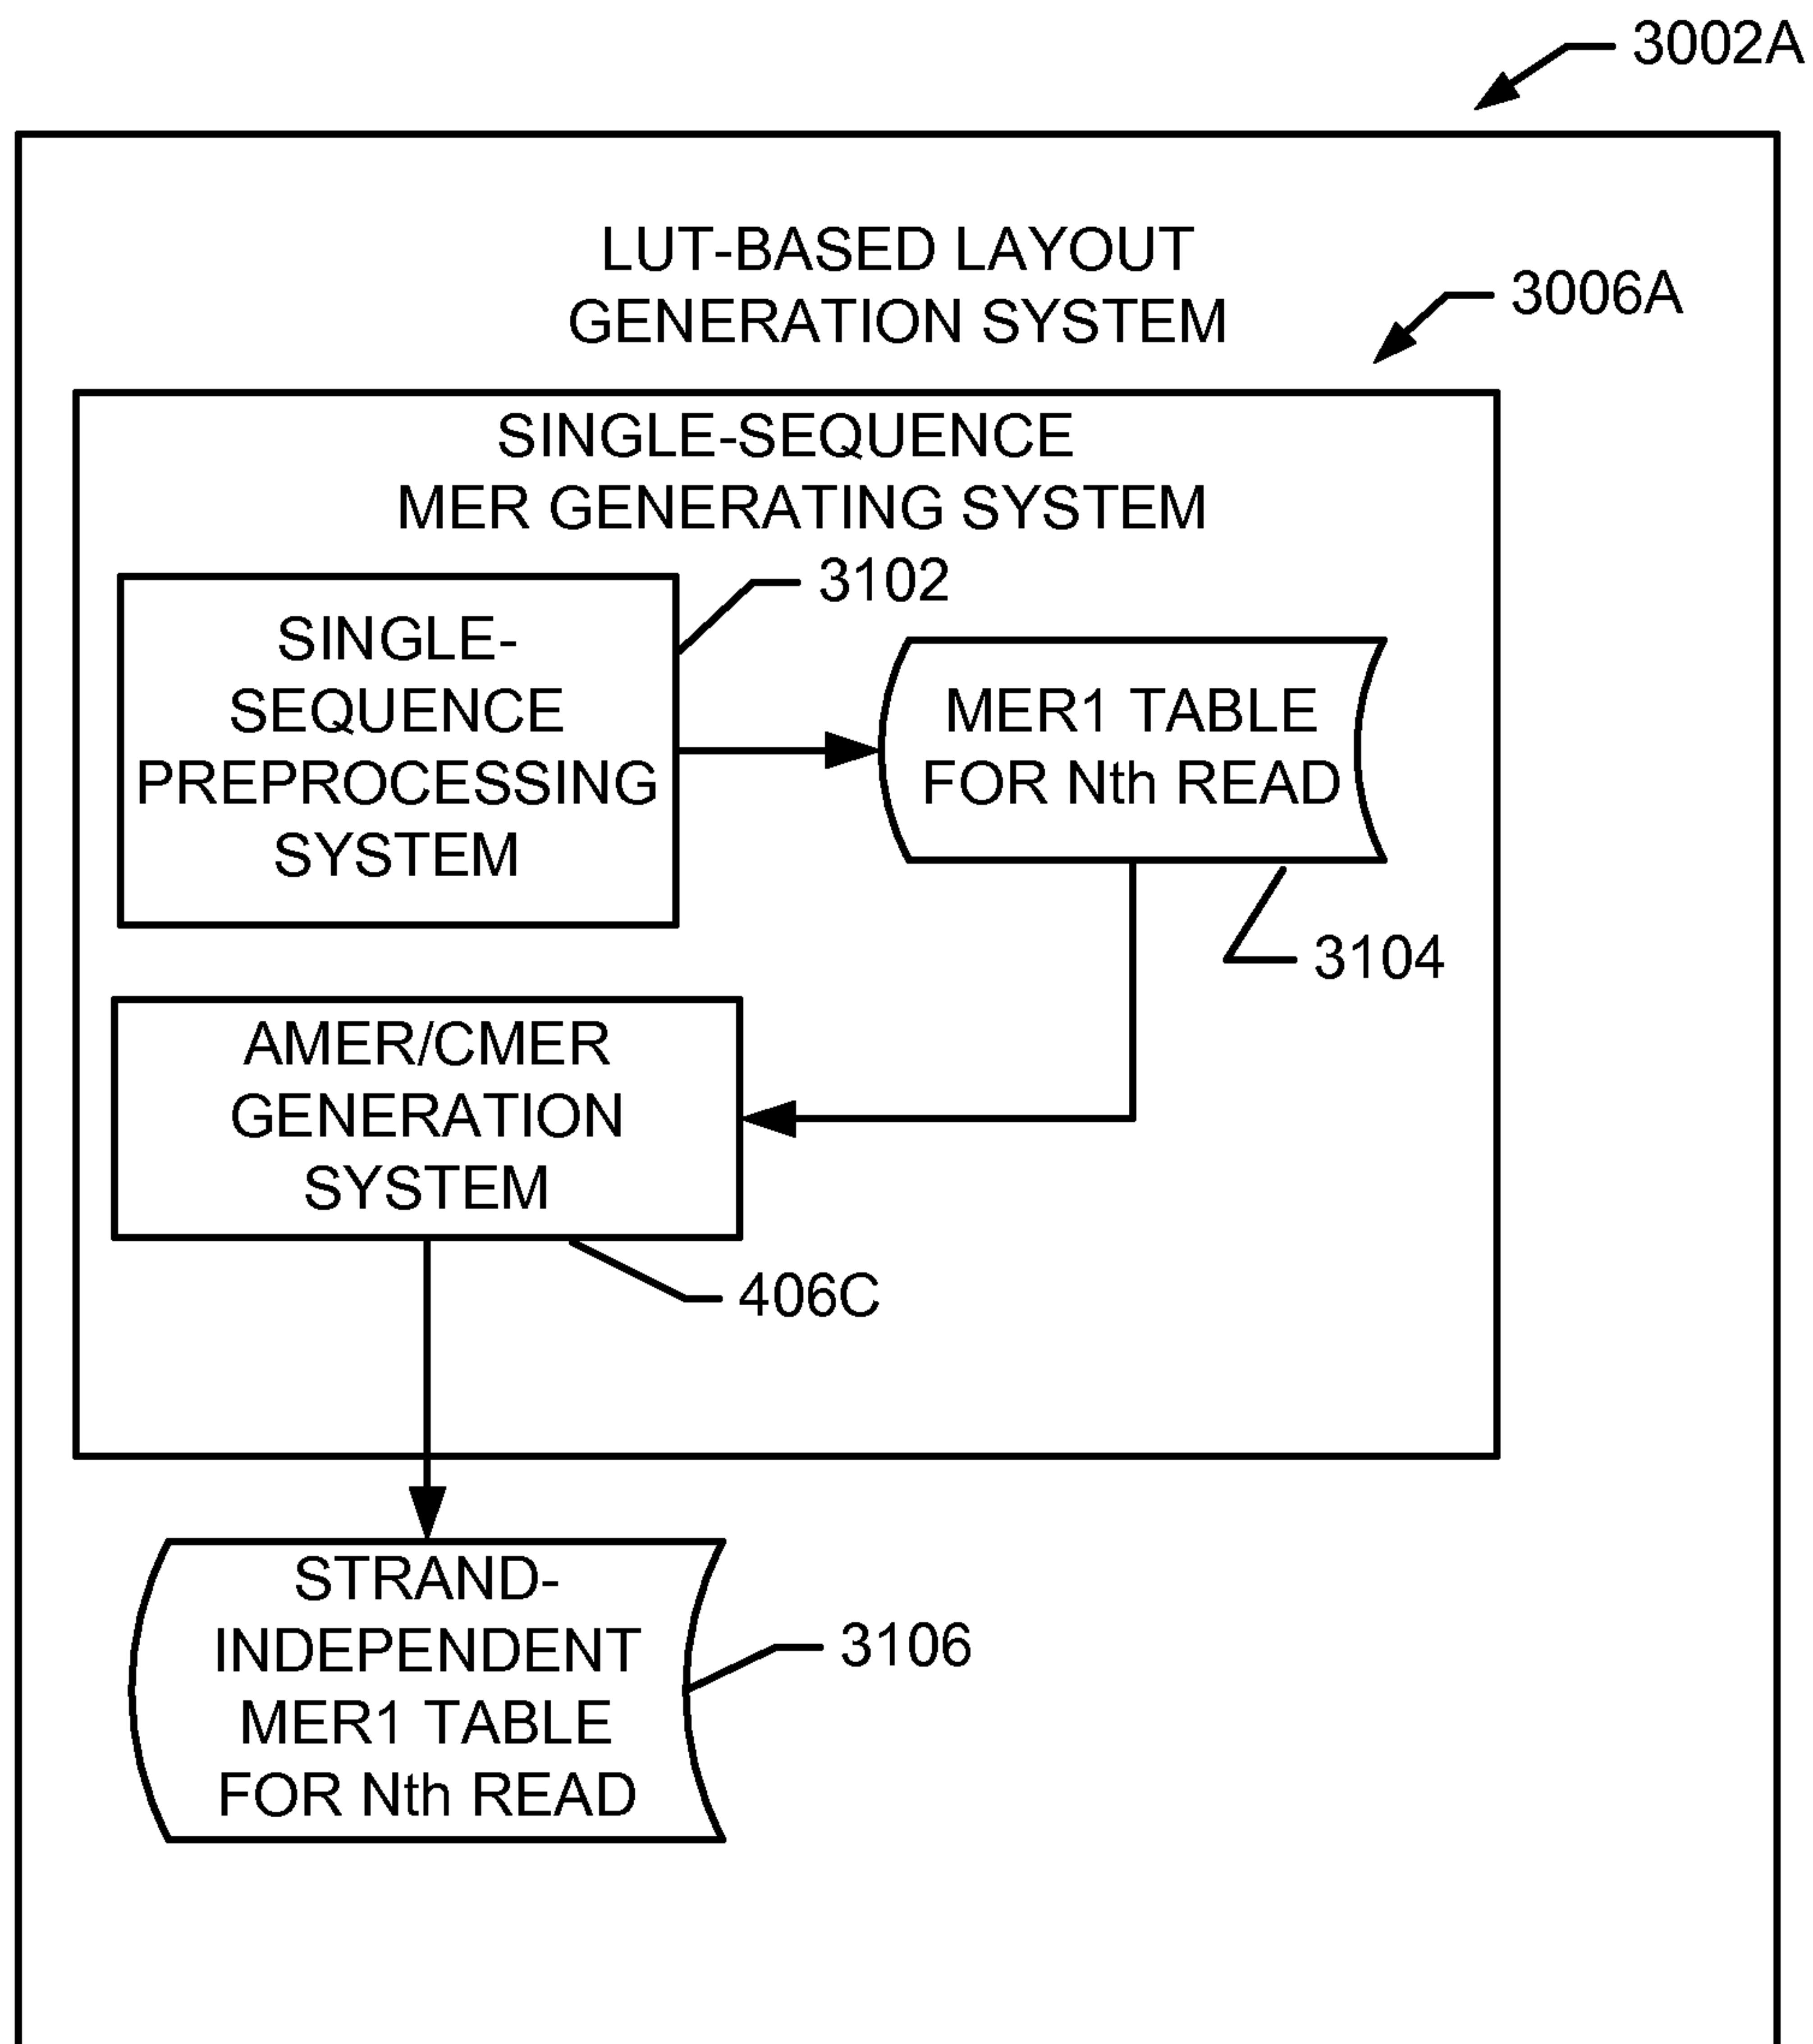 3002A
LUT-BASED LAYOUT
GENERATION SYSTEM
3006A
SINGLE-SEQUENCE
MER GENERATING SYSTEM
3102
SINGLE-
SEQUENCE
PREPROCESSING
SYSTEM
MER1 TABLE
FOR Nth READ
3104
AMER/CMER
GENERATION
SYSTEM
406C
STRAND-
INDEPENDENT
MER1 TABLE
FOR Nth READ
3106